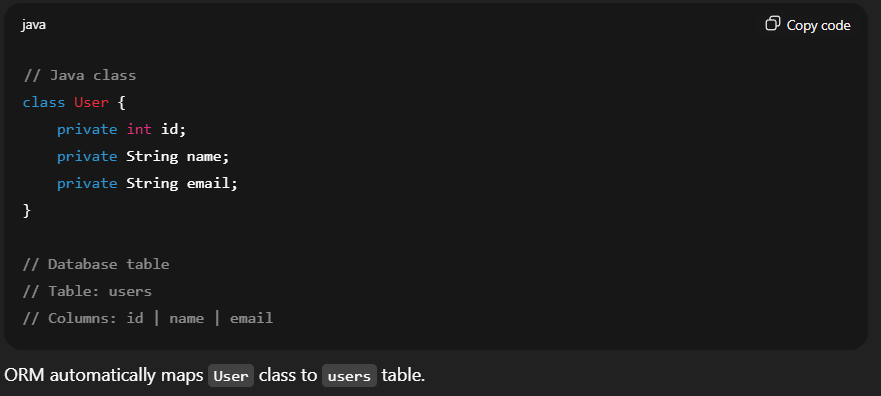 java
Copy code
// Java class
class User {
    private int id;
    private String name;
    private String email;
}
// Database table
// Table: users
// Columns: id | name | email
ORM automatically maps User class to users table.